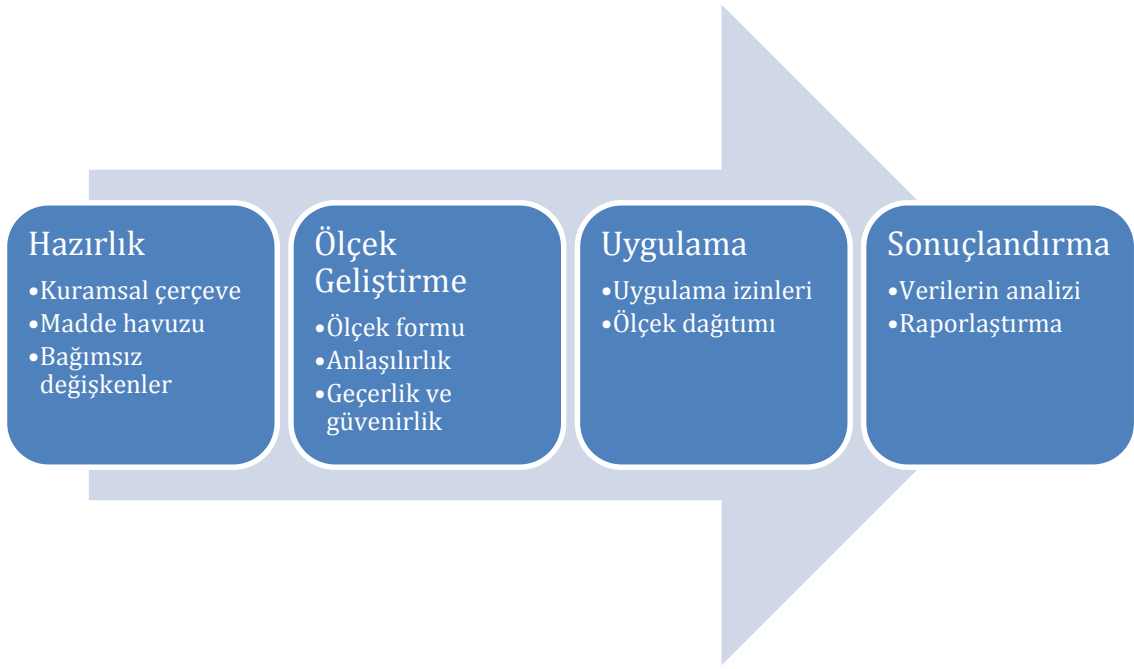 Hazırlık
•Kuramsal çerçeve
•Madde havuzu
•Bağımsız
değişkenler
Ölçek
Geliştirme
•Ölçek formu
•Anlaşılırlık
•Geçerlik ve
güvenirlik
Uygulama
•Uygulama izinleri
•Ölçek dağıtımı
Sonuçlandırma
•Verilerin analizi
•Raporlaştırma